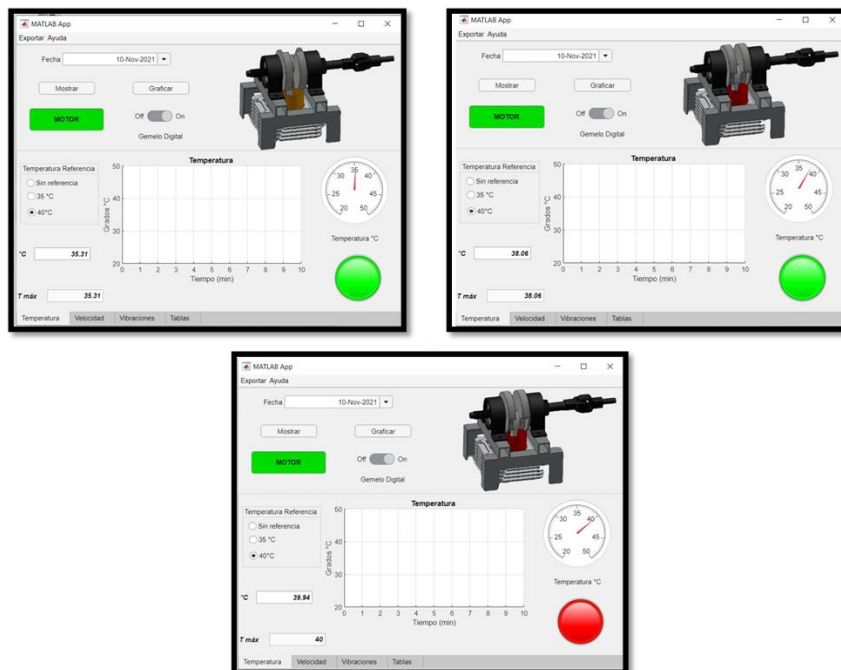 MATLAB App
Exportar Ayuda
Fecha 10-Nov-2021
Mostrar Graficar
MOTOR Off On
Gemelo Digital
Temperatura Referencia
Sin referencia
35 °C
40°C
°C 35.31
T máx 35.31
Temperatura
Grados °C
50
40
30
20
0 1 2 3 4 5 6 7 8 9 10
Tiempo (min)
20 25 30 35 40 45 50
Temperatura °C
Temperatura Velocidad Vibraciones Tablas
MATLAB App
Exportar Ayuda
Fecha 10-Nov-2021
Mostrar Graficar
MOTOR Off On
Gemelo Digital
Temperatura Referencia
Sin referencia
35 °C
40°C
°C 38.06
T máx 38.06
Temperatura
Grados °C
50
40
30
20
0 1 2 3 4 5 6 7 8 9 10
Tiempo (min)
20 25 30 35 40 45 50
Temperatura °C
Temperatura Velocidad Vibraciones Tablas
MATLAB App
Exportar Ayuda
Fecha 10-Nov-2021
Mostrar Graficar
MOTOR Off On
Gemelo Digital
Temperatura Referencia
Sin referencia
35 °C
40°C
°C 39.94
T máx 40
Temperatura
Grados °C
50
40
30
20
0 1 2 3 4 5 6 7 8 9 10
Tiempo (min)
20 25 30 35 40 45 50
Temperatura °C
Temperatura Velocidad Vibraciones Tablas